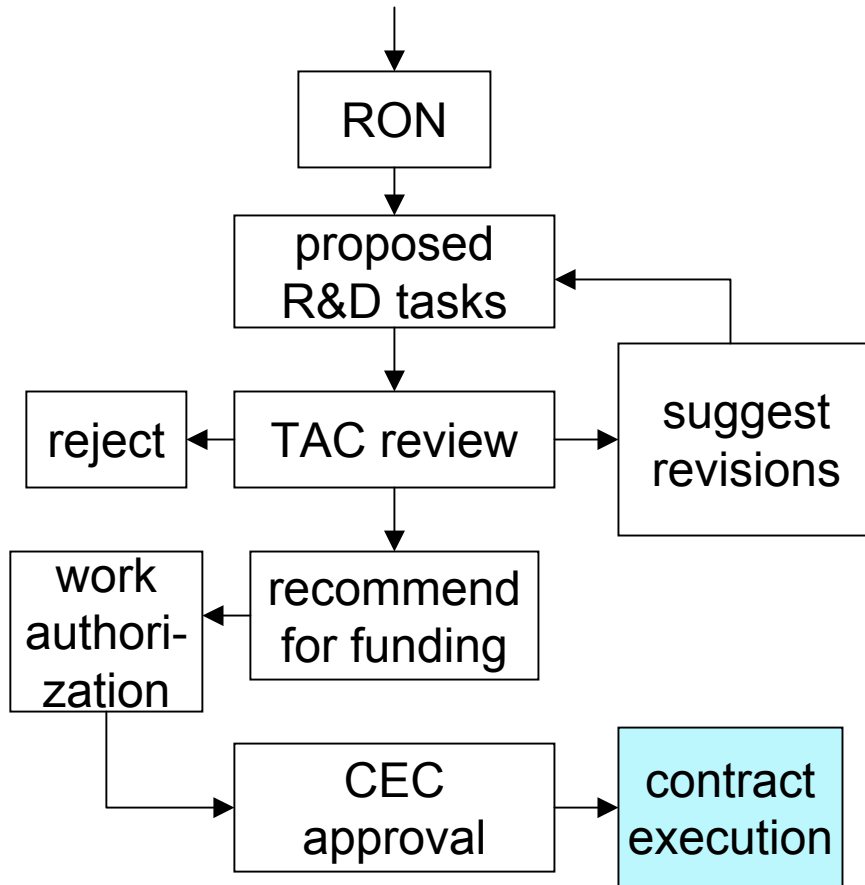 RON
proposed
R&D tasks
reject
TAC review
suggest
revisions
work
authori-
zation
recommend
for funding
CEC
approval
contract
execution